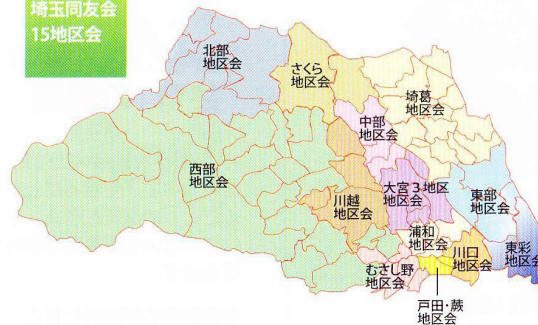 埼玉同友会
15地区会
北部
地区会
さくら
地区会
埼葛
地区会
中部
地区会
西部
地区会
大宮3地区
地区会
東部
地区会
川越
地区会
浦和
地区会
川口
地区会
東彩
地区会
むさし野
地区会
戸田・蕨
地区会